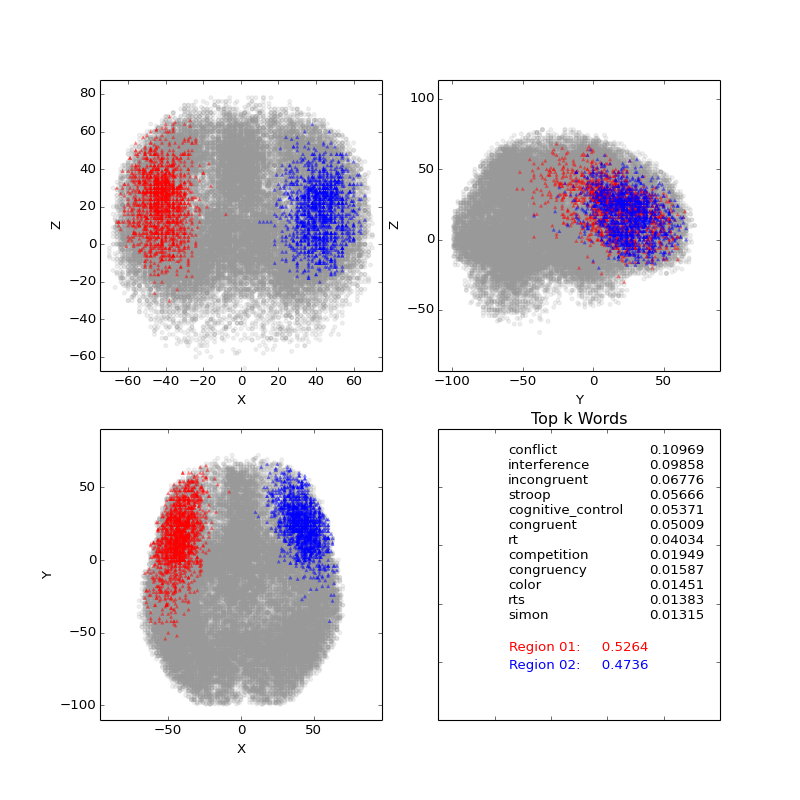 80
60
40
20
0
−20
−40
−60
Z
−60 −40 −20 0 20 40 60
X
100
50
0
−50
Z
−100 −50 0 50
Y
50
0
−50
−100
Y
−50 0 50
X
Top k Words
conflict 0.10969
interference 0.09858
incongruent 0.06776
stroop 0.05666
cognitive_control 0.05371
congruent 0.05009
rt 0.04034
competition 0.01949
congruency 0.01587
color 0.01451
rts 0.01383
simon 0.01315
Region 01: 0.5264
Region 02: 0.4736